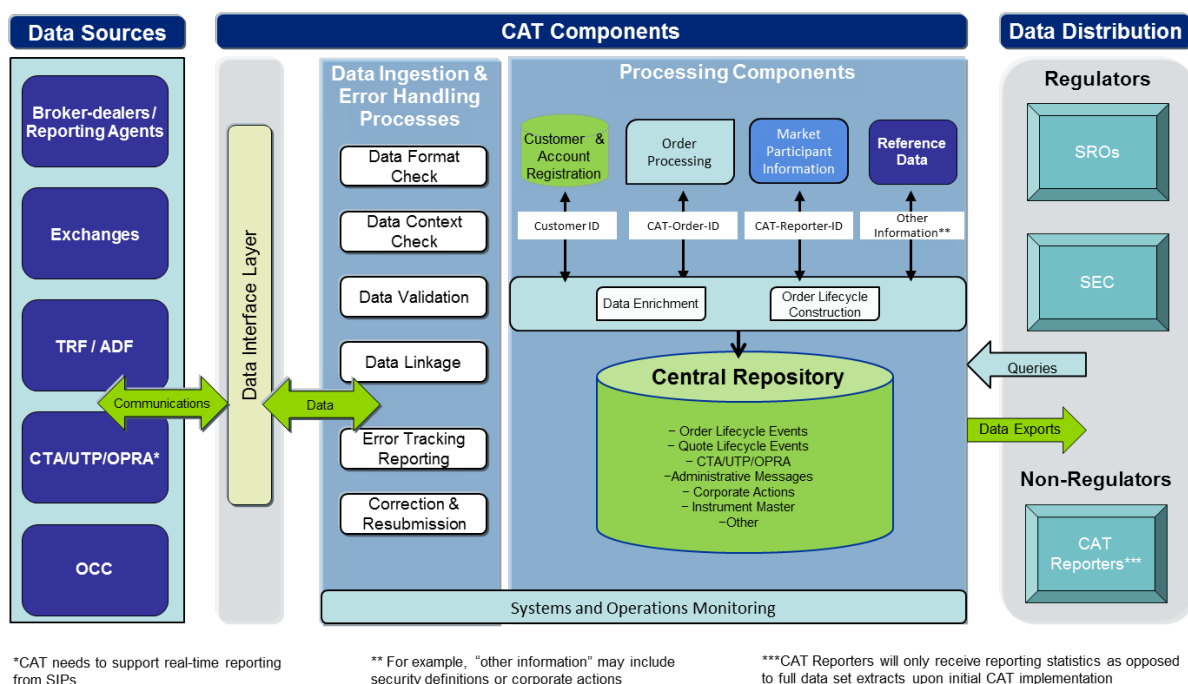 Data Sources
CAT Components
Data Distribution
Broker-dealers /
Reporting Agents
Exchanges
TRF / ADF
Communications
CTA/UTP/OPRA*
OCC
Data Interface Layer
Data
Data Ingestion &
Error Handling
Processes
Data Format
Check
Data Context
Check
Data Validation
Data Linkage
Error Tracking
Reporting
Correction &
Resubmission
Processing Components
Customer &
Account
Registration
Order
Processing
Market
Participant
Information
Reference
Data
Customer ID
CAT-Order-ID
CAT-Reporter-ID
Other
Information**
Data Enrichment
Order Lifecycle
Construction
Central Repository
– Order Lifecycle Events
– Quote Lifecycle Events
– CTA/UTP/OPRA
–Administrative Messages
– Corporate Actions
– Instrument Master
–Other
Systems and Operations Monitoring
Regulators
SROs
SEC
Queries
Data Exports
Non-Regulators
CAT
Reporters***
*CAT needs to support real-time reporting
from SIPs
** For example, “other information” may include
security definitions or corporate actions
***CAT Reporters will only receive reporting statistics as opposed
to full data set extracts upon initial CAT implementation